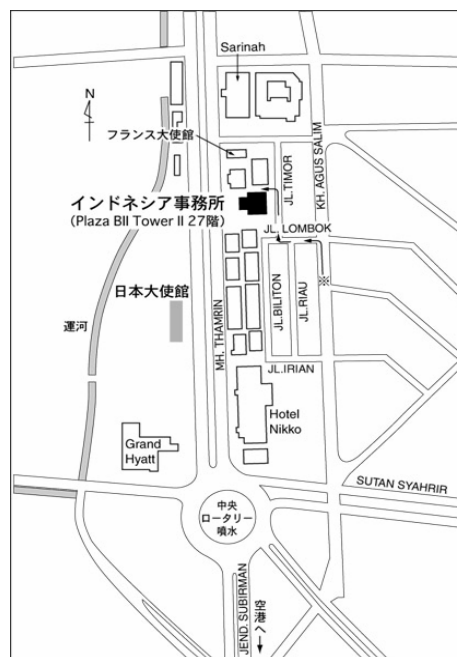 Sarinah
N
フランス大使館
インドネシア事務所
(Plaza BII Tower II 27階)
JL.TIMOR
KH. AGUS SALIM
JL. LOMBOK
日本大使館
運河
MH. THAMRIN
JL.BILITON
JL.RIAU
JL.IRIAN
Hotel
Nikko
Grand
Hyatt
SUTAN SYAHRIR
中央
ロータリー
噴水
JEND. SUBIRMAN
空港へ